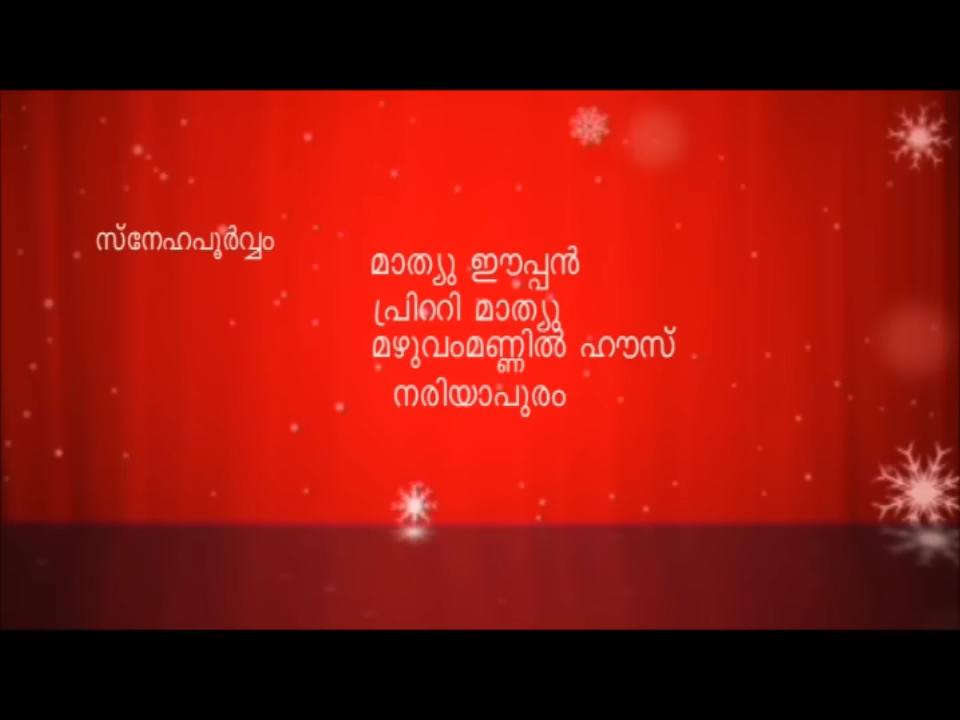 സ്നേഹപൂർവ്വം
മാത്യു ഈപ്പൻ
പ്രിററി മാത്യു
മഴുവംമണ്ണിൽ ഹൗസ്
നരിയാപുരം